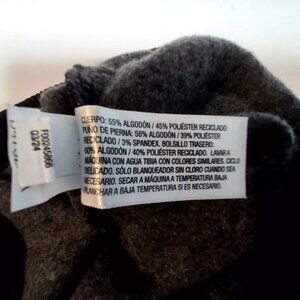 CUERPO: 55% ALGODÓN / 45% POLIÉSTER RECICLADO
PUÑO DE PIERNA: 58% ALGODÓN / 39% POLIÉSTER
RECICLADO / 3% SPANDEX. BOLSILLO TRASERO:
60% ALGODÓN / 40% POLIÉSTER RECICLADO. LAVAR A
MÁQUINA CON AGUA TIBIA CON COLORES SIMILARES. CICLO
DELICADO. SÓLO BLANQUEADOR SIN CLORO CUANDO SEA
NECESARIO. SECAR A MÁQUINA A TEMPERATURA BAJA
PLANCHAR A BAJA TEMPERATURA SI ES NECESARIO.
03/24